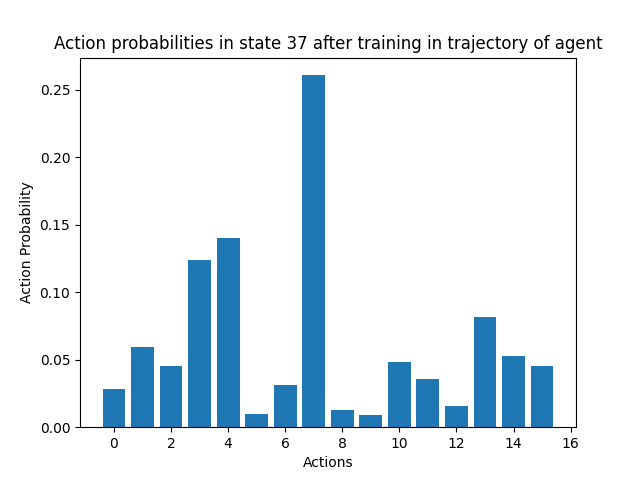 Action probabilities in state 37 after training in trajectory of agent
0.25
0.20
0.15
0.10
0.05
0.00
Action Probability
0 2 4 6 8 10 12 14 16
Actions